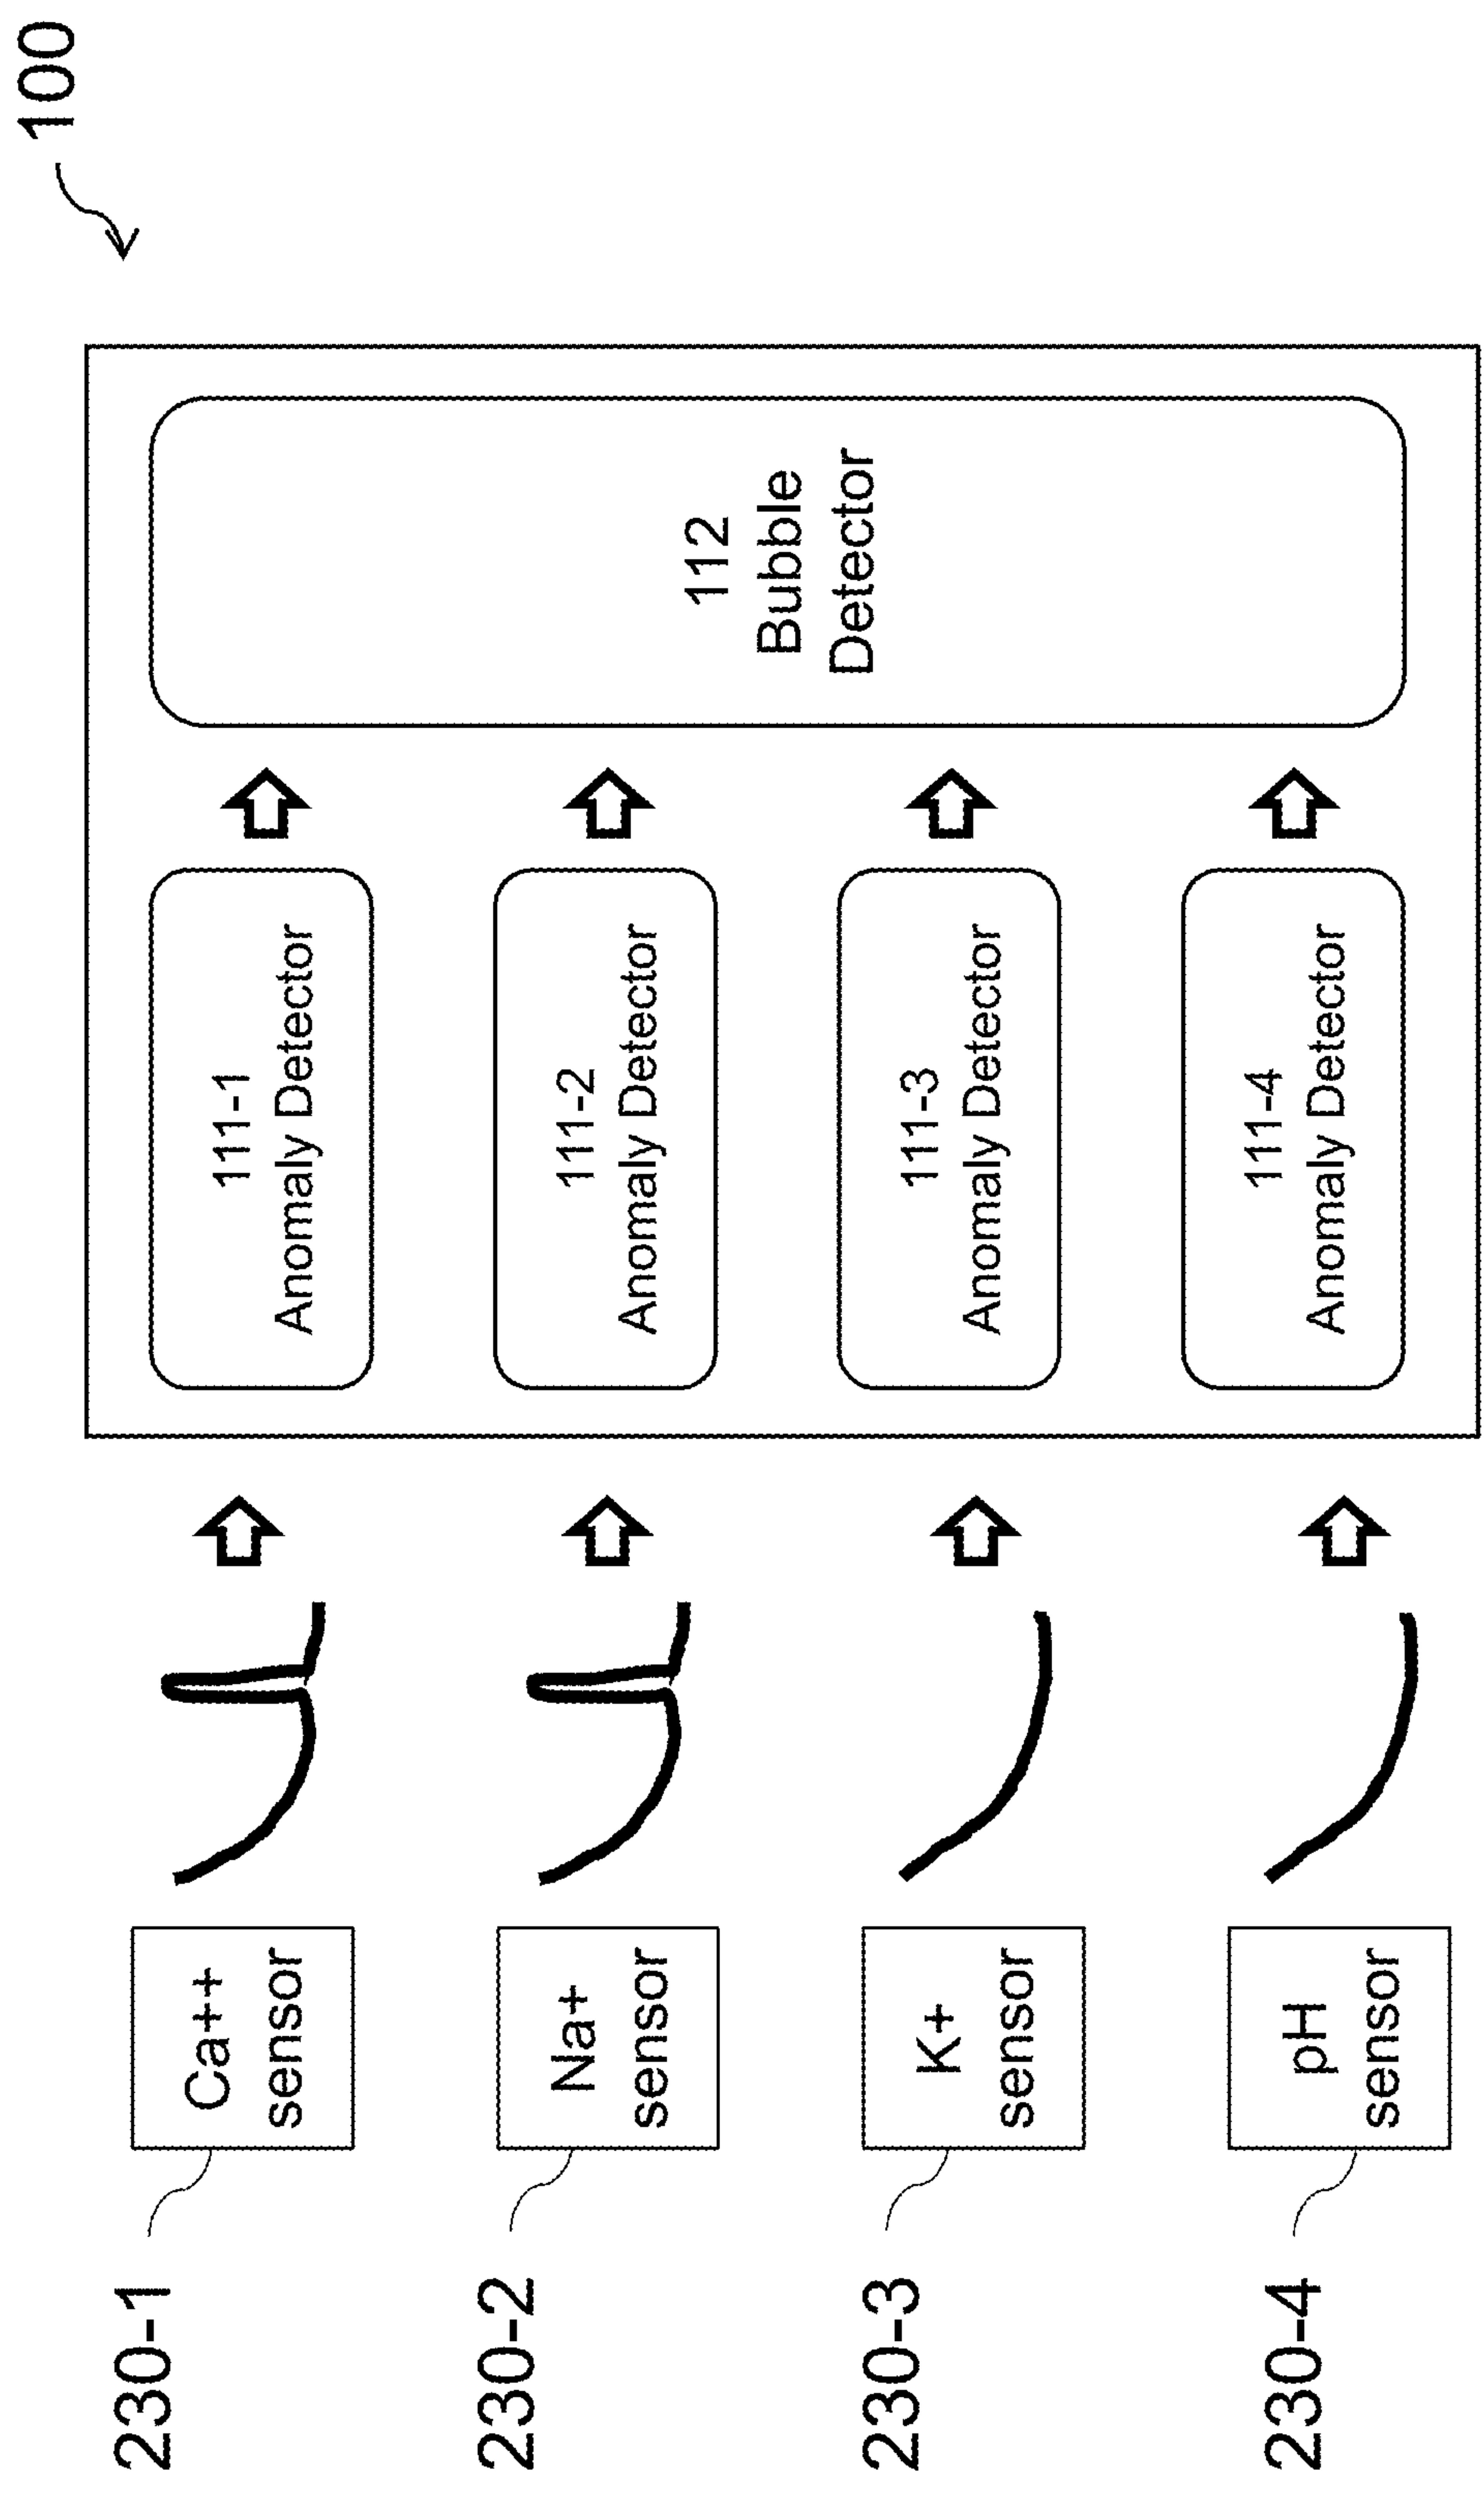 100
230-1
Ca++
sensor
111-1
Anomaly Detector
230-2
Na+
sensor
111-2
Anomaly Detector
112
Bubble
Detector
230-3
K+
sensor
111-3
Anomaly Detector
230-4
pH
sensor
111-4
Anomaly Detector